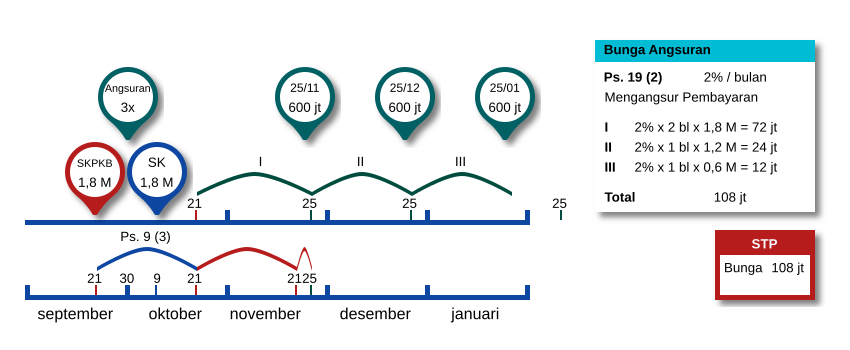 Angsuran
3x
25/11
600 jt
25/12
600 jt
25/01
600 jt
SKPKB
1,8 M
SK
1,8 M
I
II
III
21
25
25
25
Ps. 9 (3)
21
30
9
21
21
25
september
oktober
november
desember
januari
Bunga Angsuran
Ps. 19 (2) 2% / bulan
Mengangsur Pembayaran
I 2% x 2 bl x 1,8 M = 72 jt
II 2% x 1 bl x 1,2 M = 24 jt
III 2% x 1 bl x 0,6 M = 12 jt
Total 108 jt
STP
Bunga 108 jt